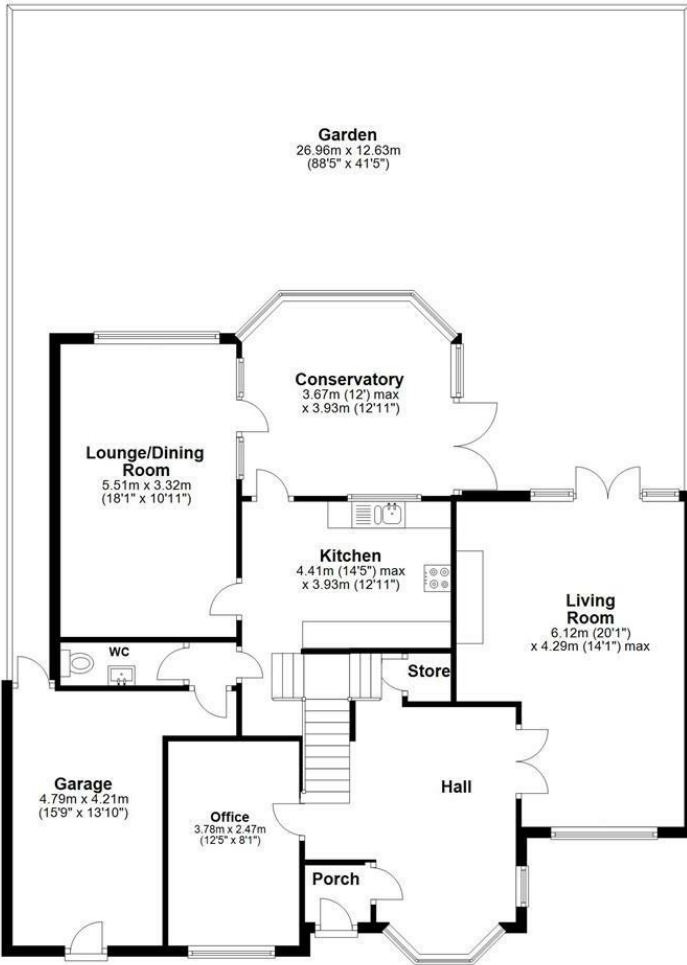 Garden
26.96m x 12.63m
(88'5" x 41'5")
Conservatory
3.67m (12') max
x 3.93m (12'11")
Lounge/Dining
Room
5.51m x 3.32m
(18'1" x 10'11")
Kitchen
4.41m (14'5") max
x 3.93m (12'11")
Living
Room
6.12m (20'1")
x 4.29m (14'1") max
WC
Store
Garage
4.79m x 4.21m
(15'9" x 13'10")
Office
3.78m x 2.47m
(12'5" x 8'1")
Hall
Porch